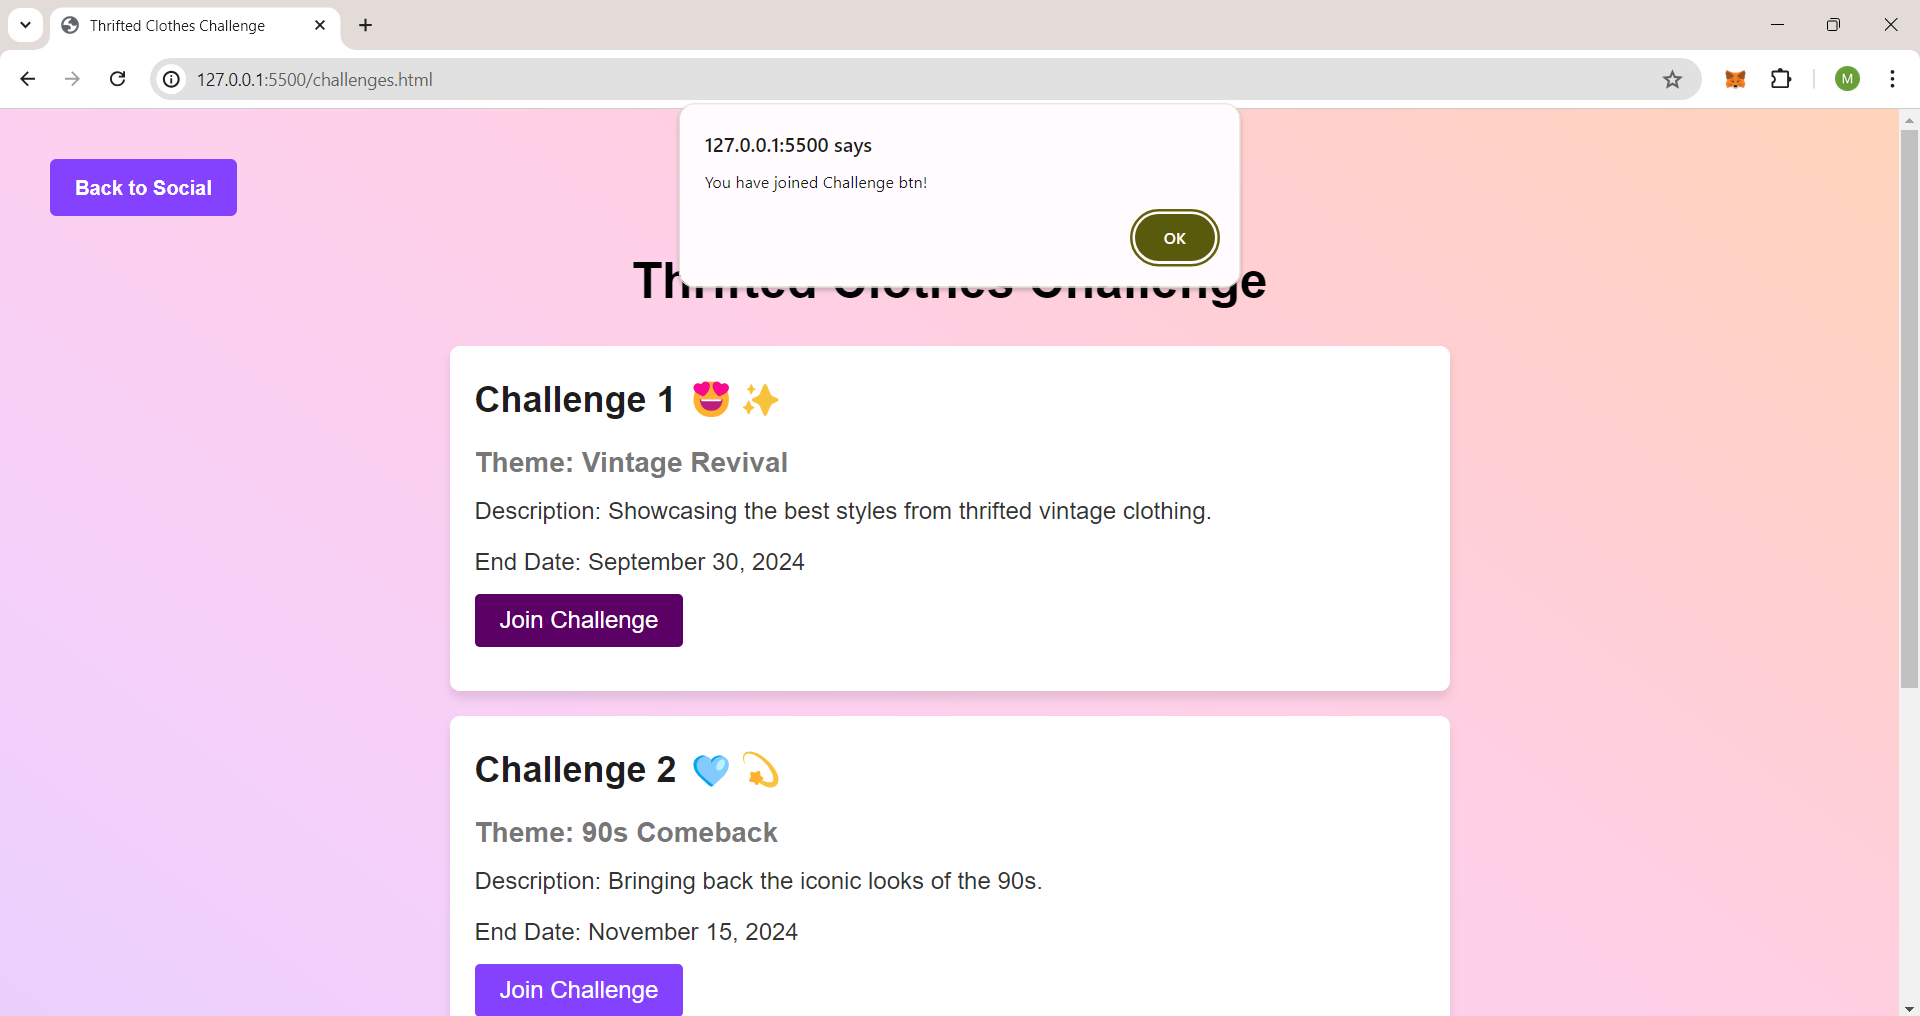 Thrifted Clothes Challenge
127.0.0.1:5500/challenges.html
M
127.0.0.1:5500 says
You have joined Challenge btn!
OK
Back to Social
Thrifted Clothes Challenge
Challenge 1 😍 ✨
Theme: Vintage Revival
Description: Showcasing the best styles from thrifted vintage clothing.
End Date: September 30, 2024
Join Challenge
Challenge 2 🩵 💫
Theme: 90s Comeback
Description: Bringing back the iconic looks of the 90s.
End Date: November 15, 2024
Join Challenge